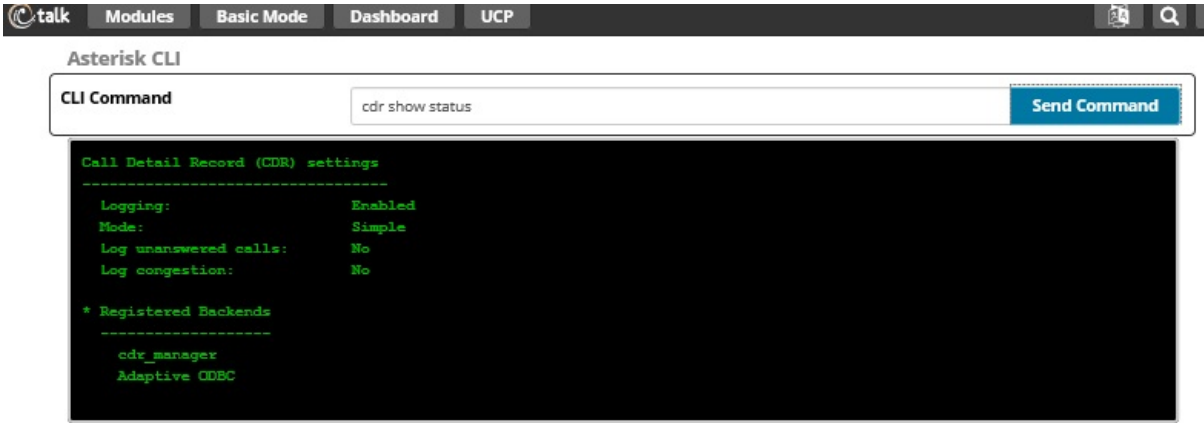 C.talk Modules Basic Mode Dashboard UCP
Asterisk CLI
CLI Command cdr show status Send Command
Call Detail Record (CDR) settings
----------------------------------
Logging: Enabled
Mode: Simple
Log unanswered calls: No
Log congestion: No
* Registered Backends
-------------------
cdr_manager
Adaptive ODBC